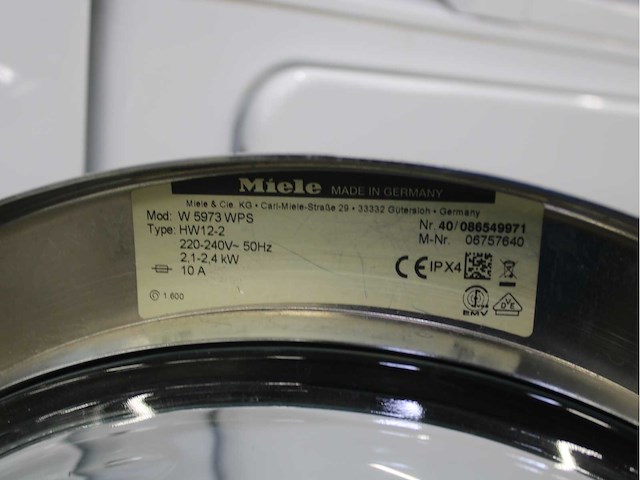 Miele MADE IN GERMANY
Miele & Cie. KG • Carl-Miele-Straße 29 • 33332 Gütersloh • Germany
Mod: W 5973 WPS
Nr. 40/086549971
Type: HW12-2
M-Nr. 06757640
220-240V~ 50Hz
2,1-2,4 kW
10 A
CE IPX4
1.600
EMV
DVE